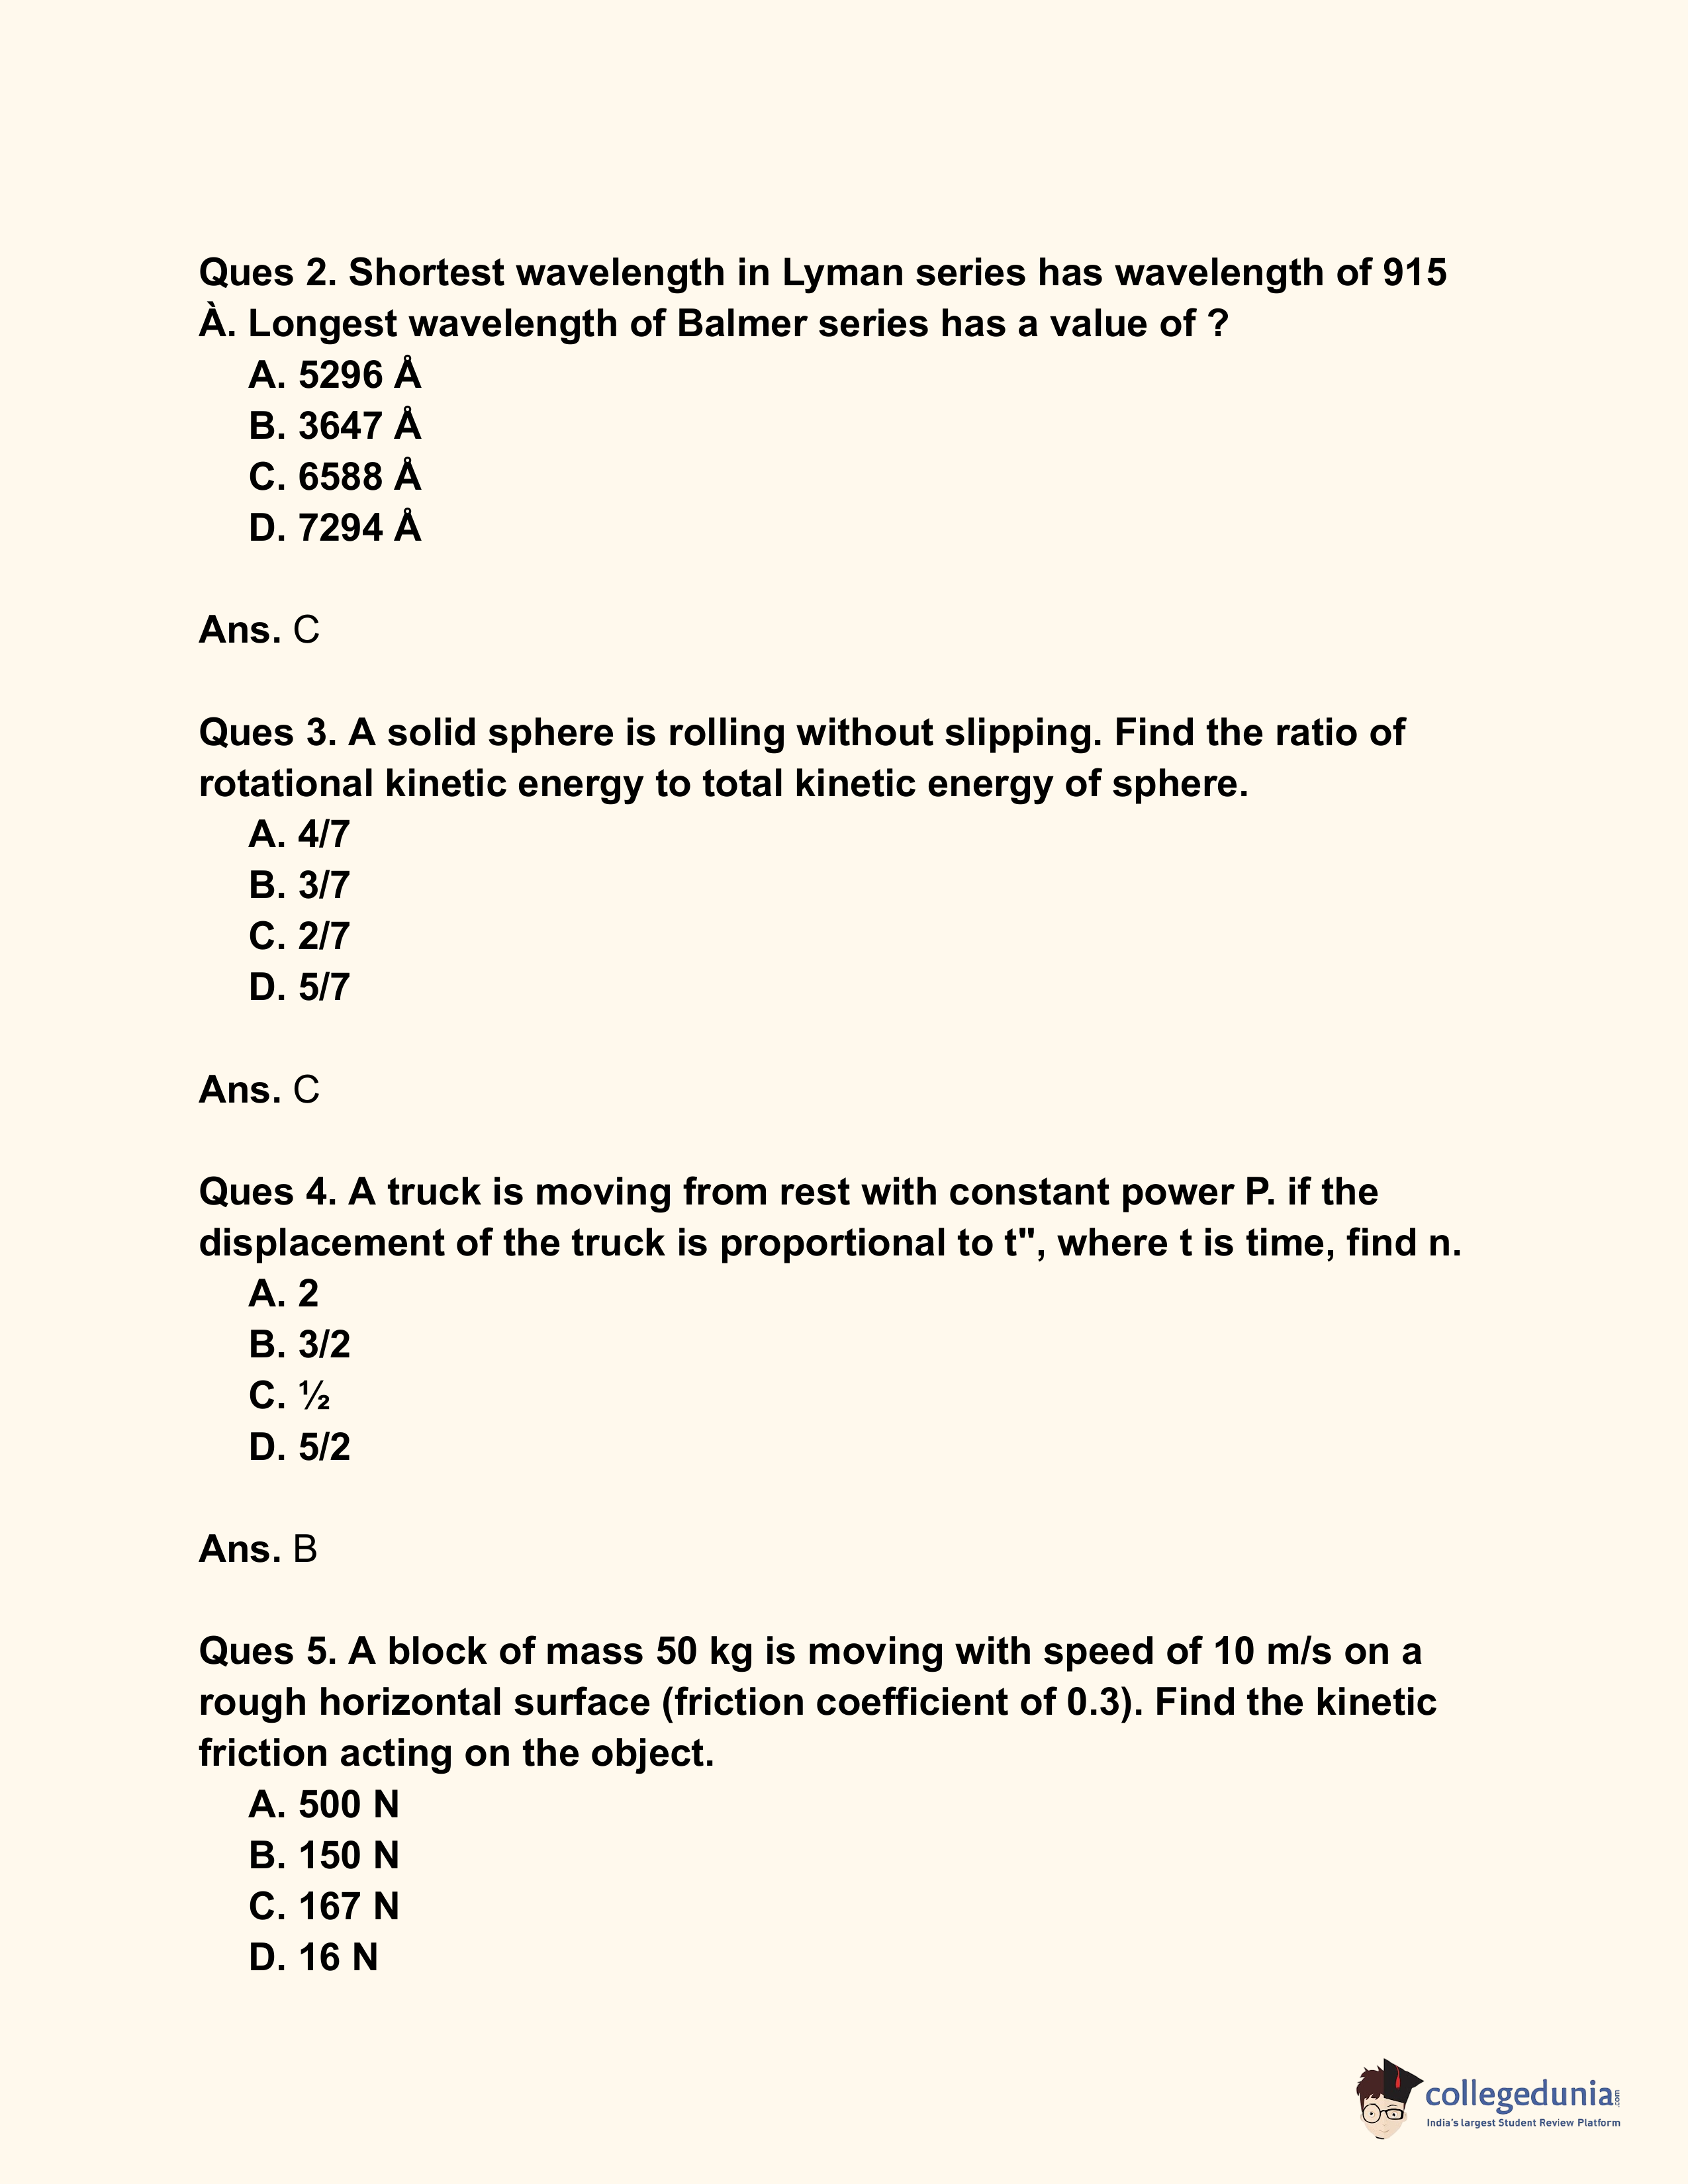 Ques 2. Shortest wavelength in Lyman series has wavelength of 915
À. Longest wavelength of Balmer series has a value of ?
A. 5296 Å
B. 3647 Å
C. 6588 Å
D. 7294 Å
Ans. C
Ques 3. A solid sphere is rolling without slipping. Find the ratio of
rotational kinetic energy to total kinetic energy of sphere.
A. 4/7
B. 3/7
C. 2/7
D. 5/7
Ans. C
Ques 4. A truck is moving from rest with constant power P. if the
displacement of the truck is proportional to t", where t is time, find n.
A. 2
B. 3/2
C. ½
D. 5/2
Ans. B
Ques 5. A block of mass 50 kg is moving with speed of 10 m/s on a
rough horizontal surface (friction coefficient of 0.3). Find the kinetic
friction acting on the object.
A. 500 N
B. 150 N
C. 167 N
D. 16 N
collegedunia.com
India's largest Student Review Platform